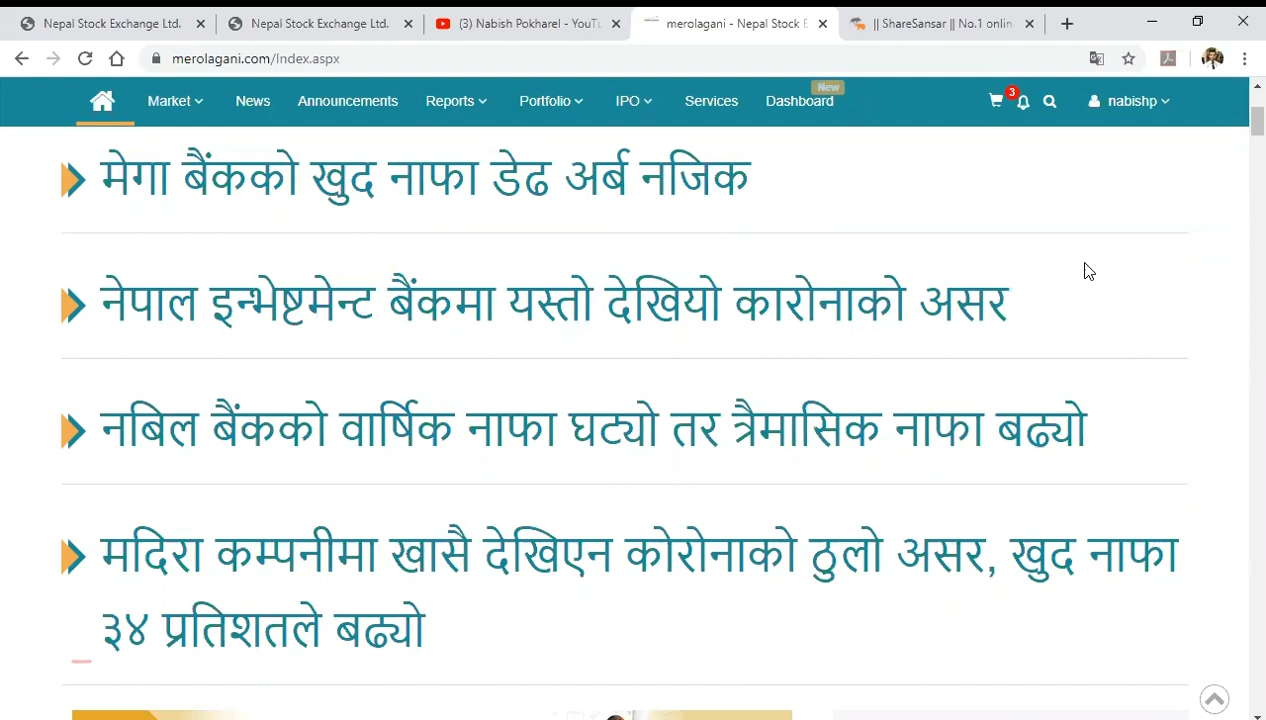 Nepal Stock Exchange Ltd.
Nepal Stock Exchange Ltd.
(3) Nabish Pokharel - YouTu
merolagani - Nepal Stock E
|| ShareSansar || No.1 onlin
merolagani.com/Index.aspx
Market
News
Announcements
Reports
Portfolio
IPO
Services
Dashboard
New
3
nabishp
मेगा बैंकको खुद नाफा डेढ अर्ब नजिक
नेपाल इन्भेष्टमेन्ट बैंकमा यस्तो देखियो कारोनाको असर
नबिल बैंकको वार्षिक नाफा घट्यो तर त्रैमासिक नाफा बढ्यो
मदिरा कम्पनीमा खासै देखिएन कोरोनाको ठुलो असर, खुद नाफा
३४ प्रतिशतले बढ्यो